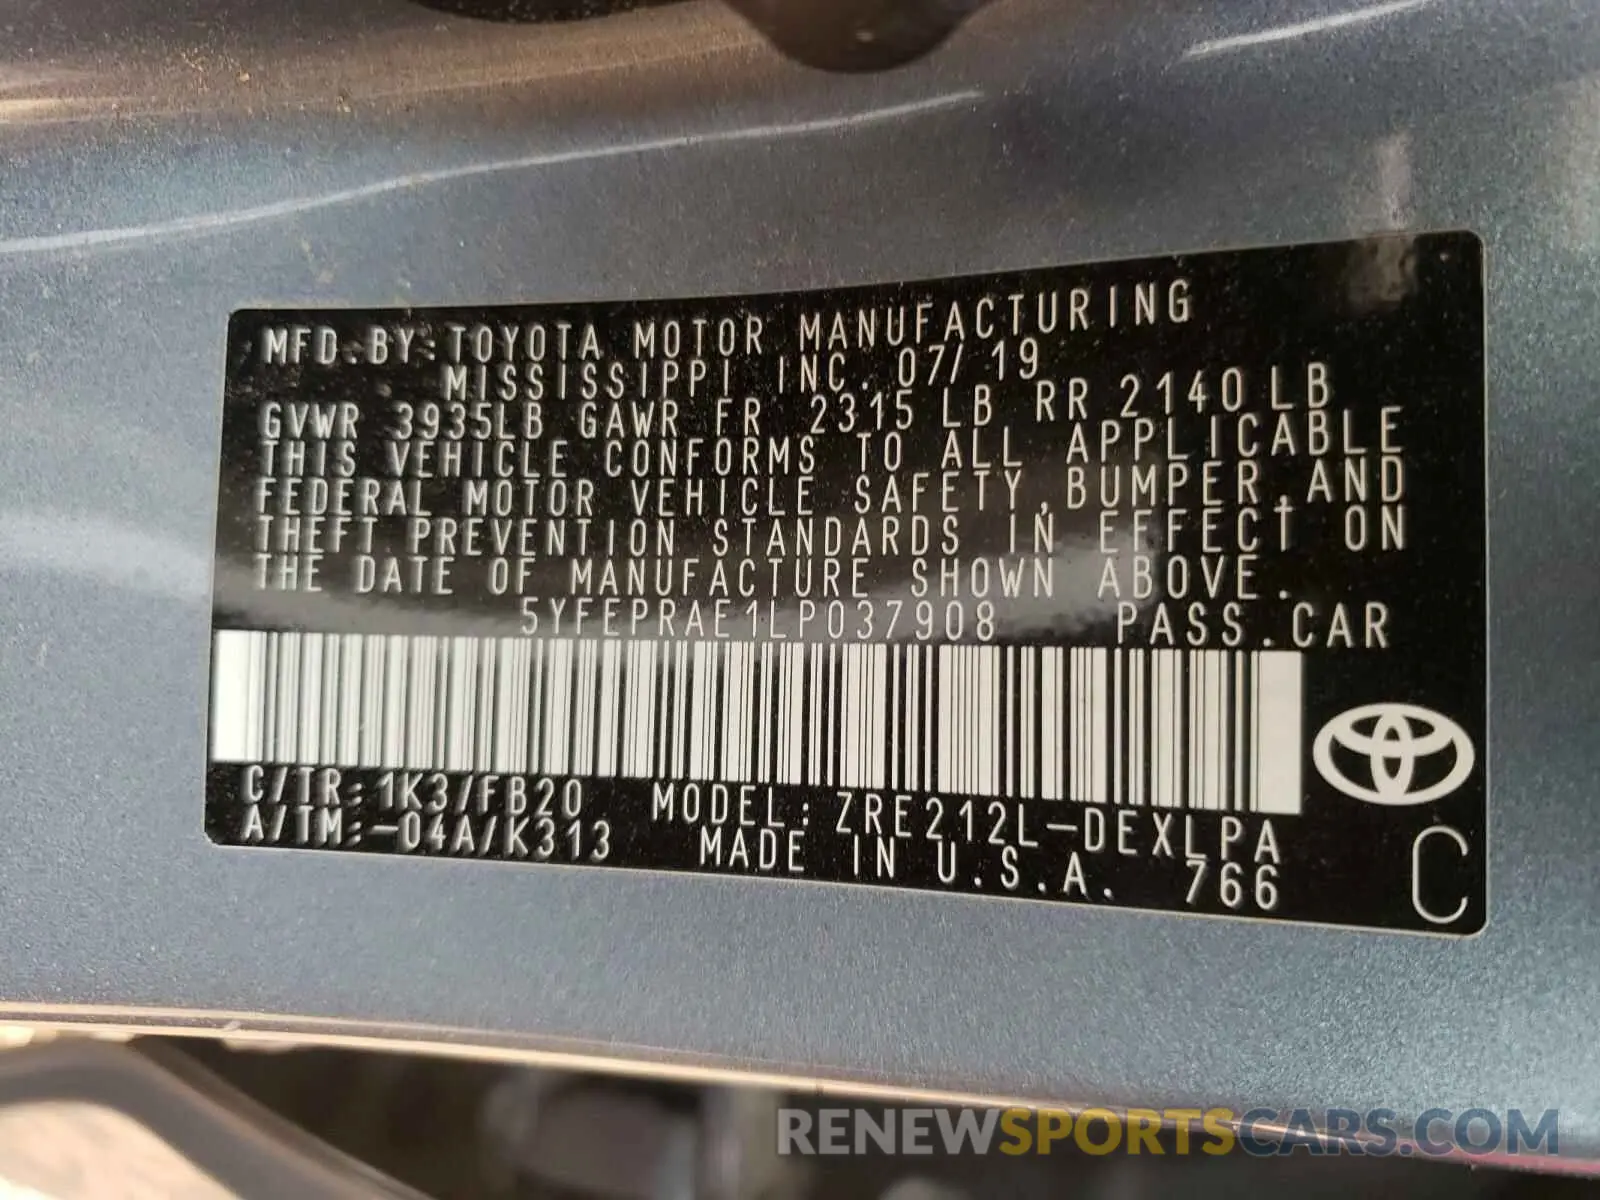 MFD.BY:TOYOTA MOTOR MANUFACTURING
MISSISSIPPI INC. 07/19
GVWR 3935LB GAWR FR 2315 LB RR 2140 LB
THIS VEHICLE CONFORMS TO ALL APPLICABLE
FEDERAL MOTOR VEHICLE SAFETY,BUMPER,AND
THEFT PREVENTION STANDARDS IN EFFECT ON
THE DATE OF MANUFACTURE SHOWN ABOVE.
5YFEPRAE1LP037908 PASS.CAR
C/TR:1K3/FB20 MODEL:ZRE212L-DEXLPA
A/TM:-04A/K313 MADE IN U.S.A. 766
C
RENEWSPORTSCARS.COM